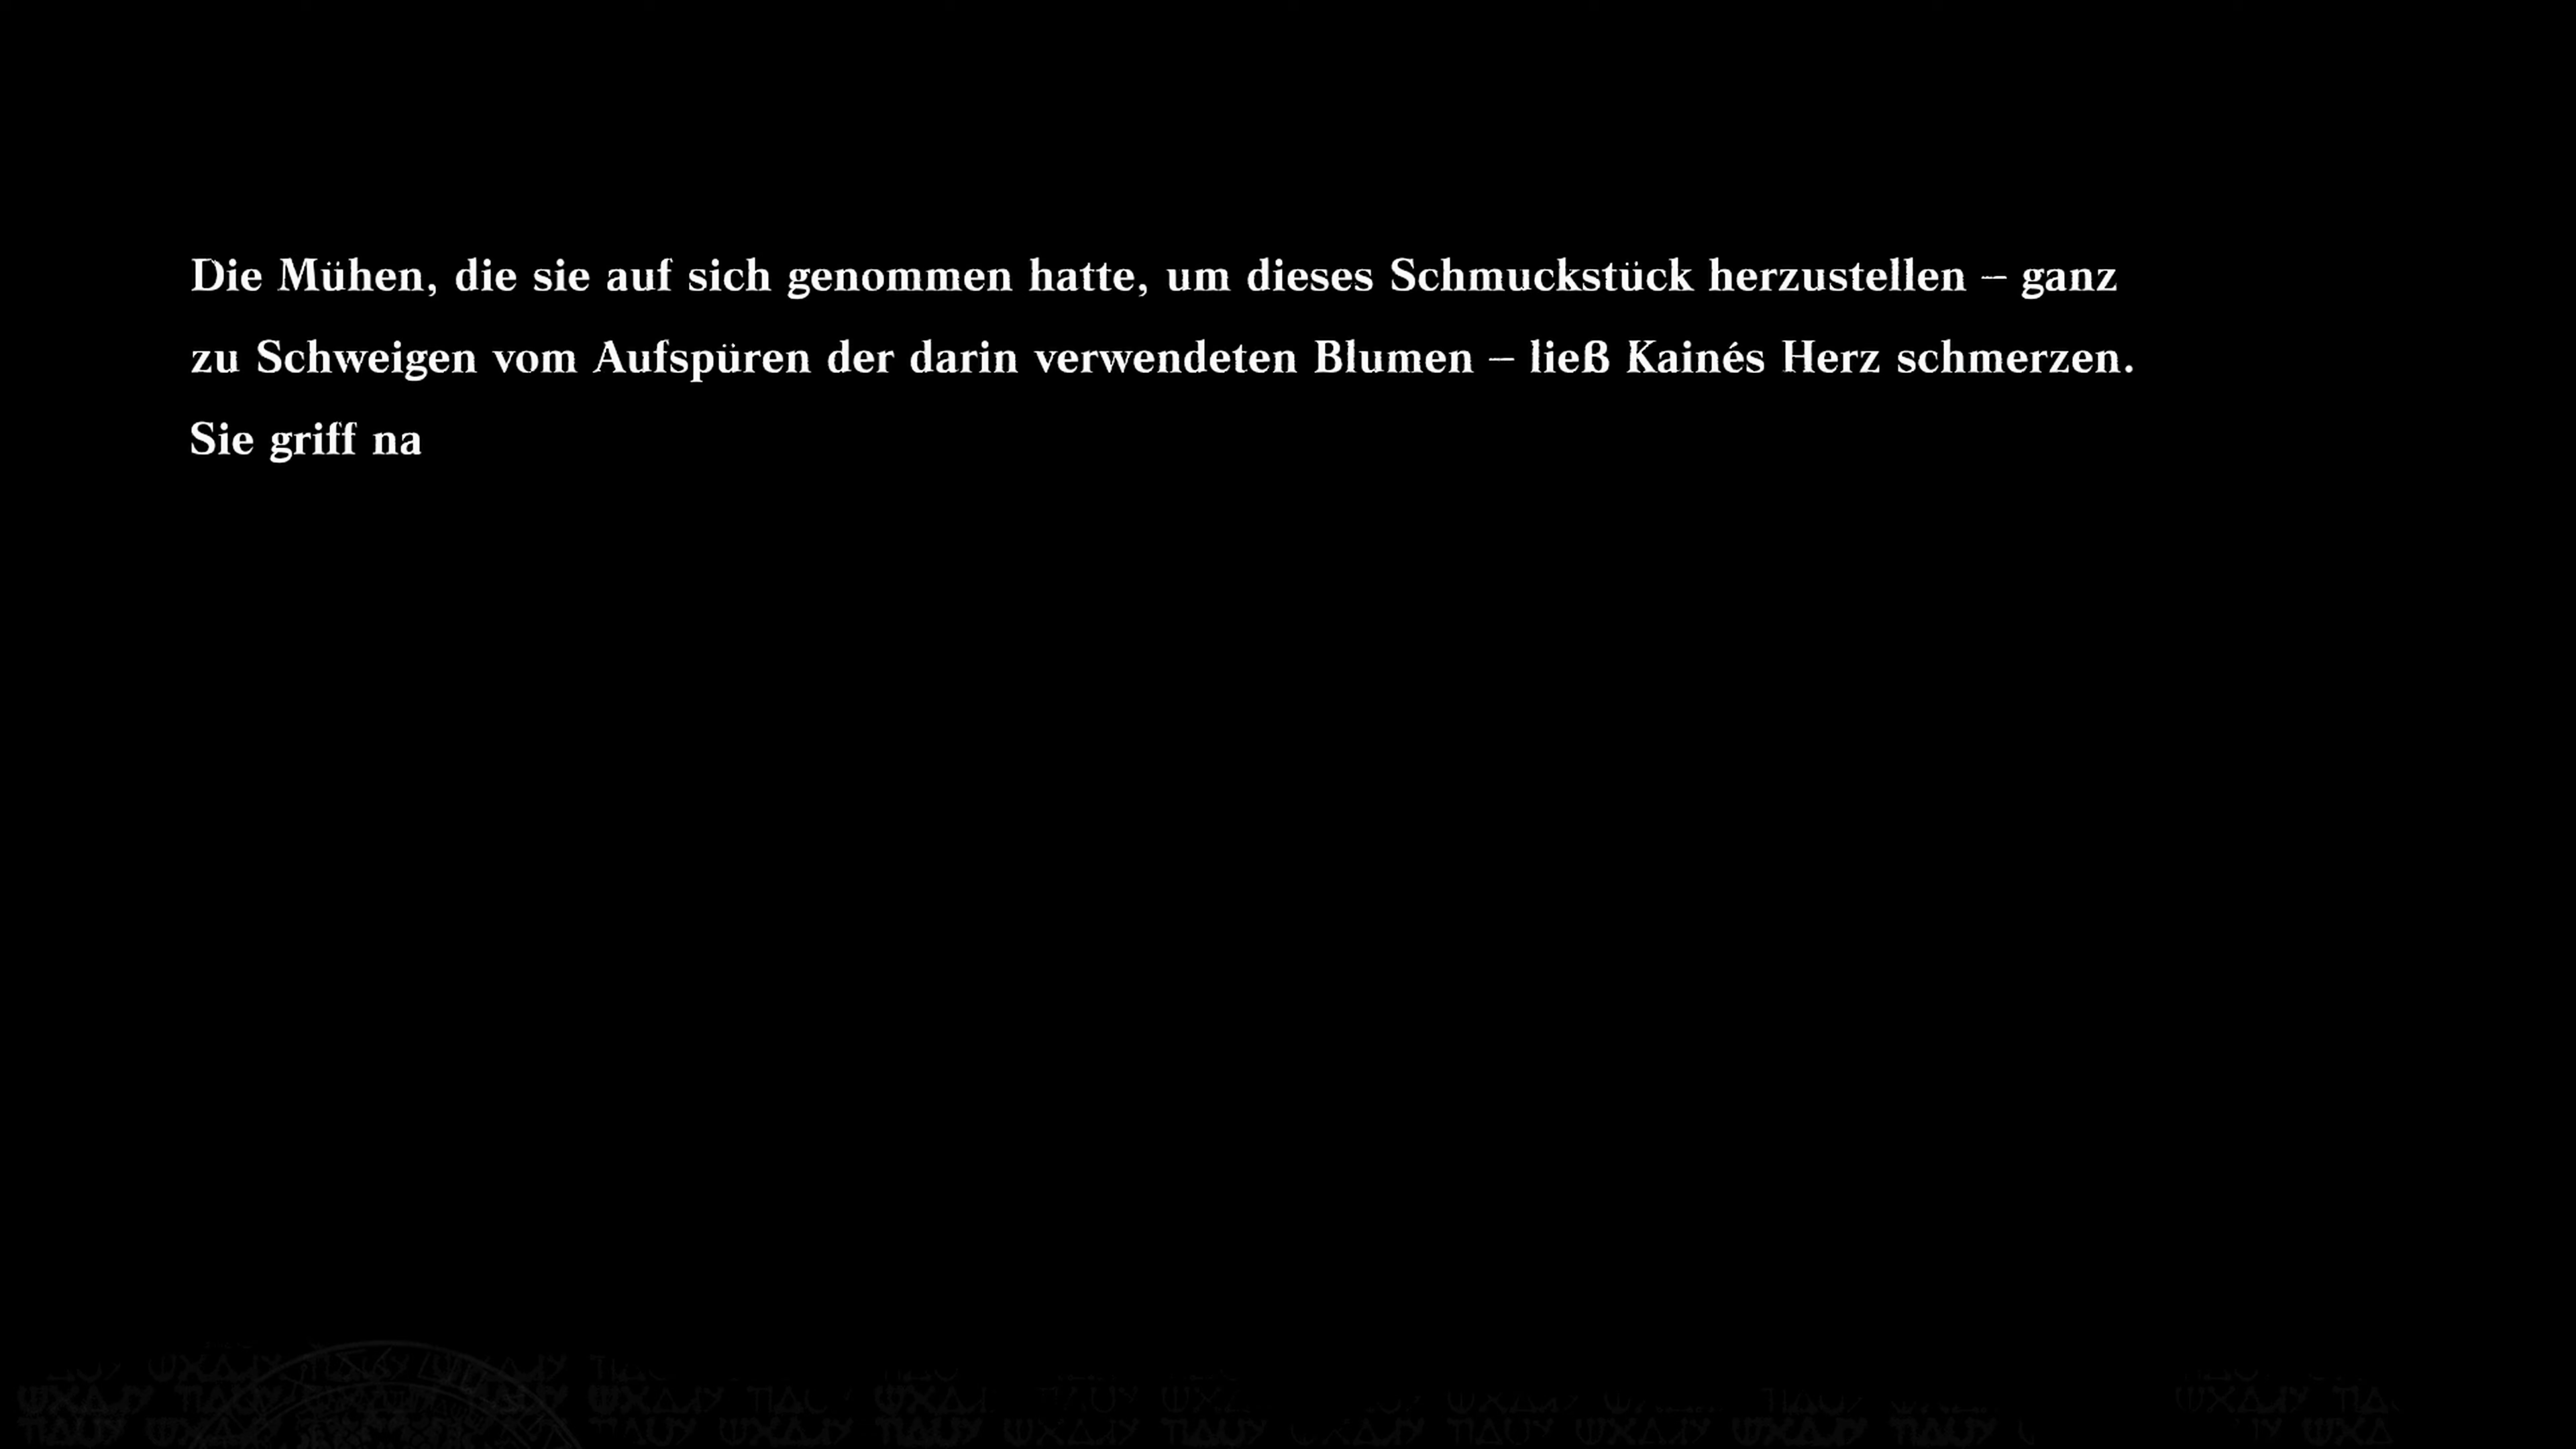 Die Mühen, die sie auf sich genommen hatte, um dieses Schmuckstück herzustellen – ganz
zu Schweigen vom Aufspüren der darin verwendeten Blumen – ließ Kainés Herz schmerzen.
Sie griff na